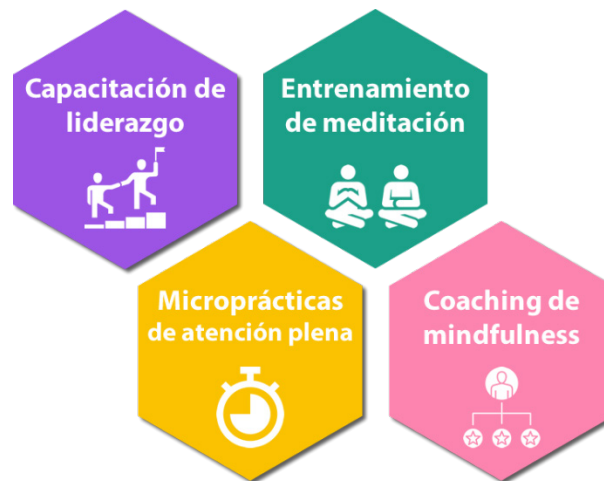 Capacitación de
liderazgo
Entrenamiento
de meditación
Microprácticas
de atención plena
Coaching de
mindfulness